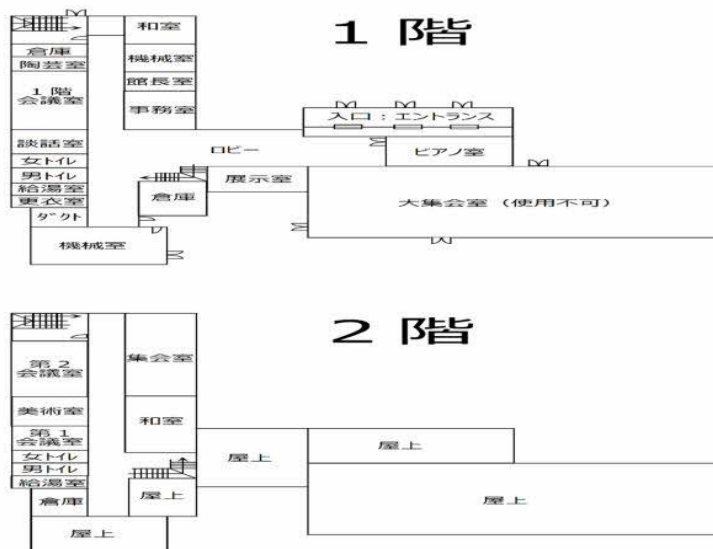 1 階
和室
倉庫
機械室
陶芸室
館長室
1 階
会議室
事務室
入口：エントランス
談話室
ロビー
ピアノ室
女トイレ
男トイレ
展示室
給湯室
倉庫
更衣室
大集会室（使用不可）
ダクト
機械室
2 階
第 2
会議室
集会室
美術室
和室
第 1
会議室
女トイレ
屋上
屋上
男トイレ
給湯室
倉庫
屋上
屋上
屋上